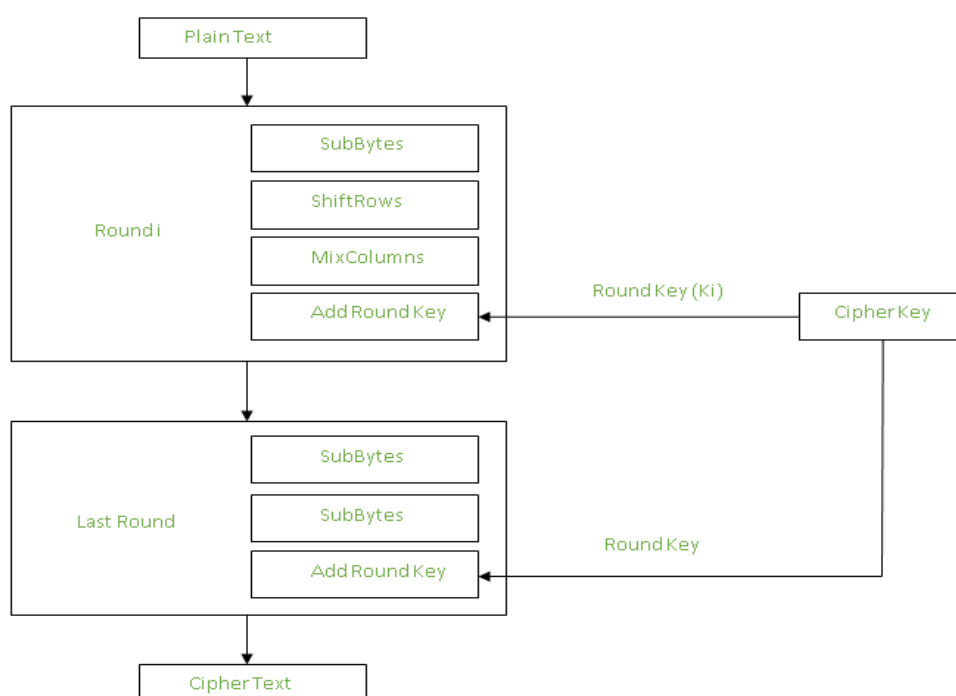 Plain Text
SubBytes
ShiftRows
Round i
MixColumns
Round Key (Ki)
Add Round Key
Cipher Key
SubBytes
SubBytes
Last Round
Round Key
Add Round Key
Cipher Text